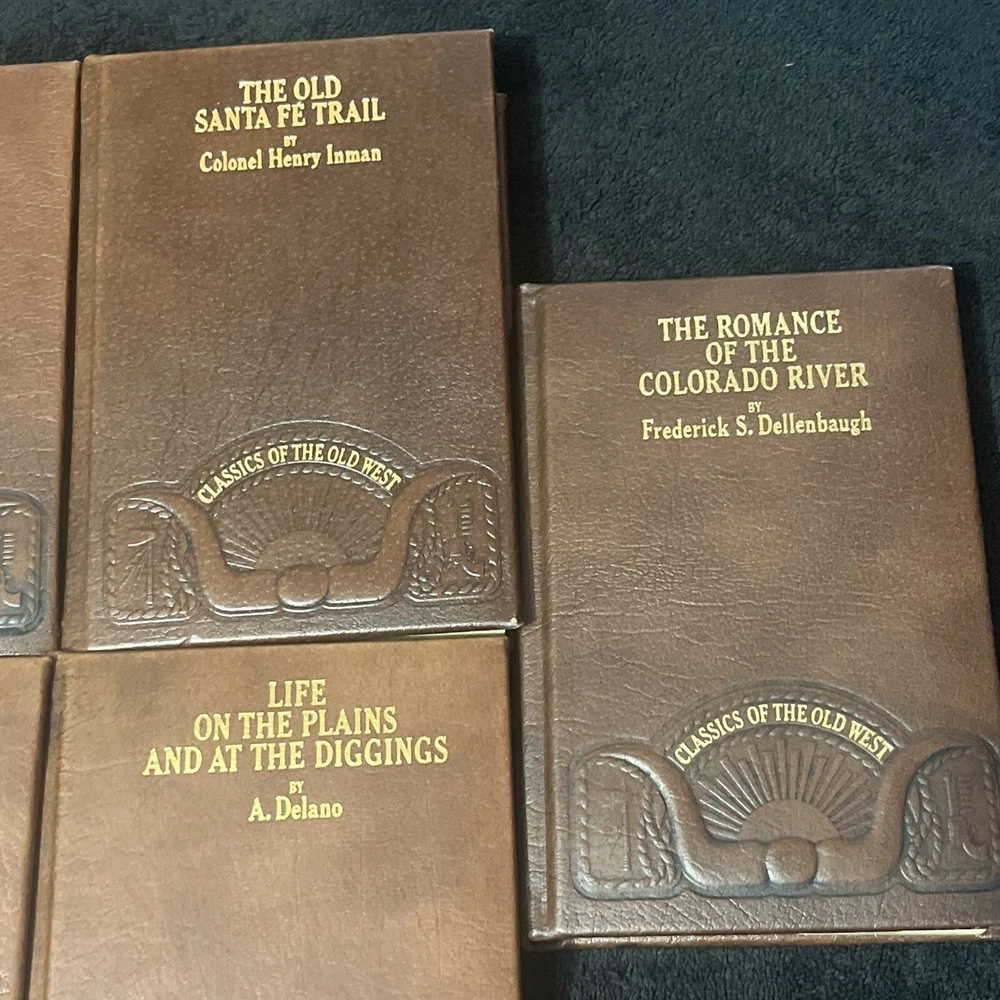 THE OLD
SANTA FÉ TRAIL
BY
Colonel Henry Inman
CLASSICS OF THE OLD WEST
THE ROMANCE
OF THE
COLORADO RIVER
BY
Frederick S. Dellenbaugh
CLASSICS OF THE OLD WEST
LIFE
ON THE PLAINS
AND AT THE DIGGINGS
BY
A. Delano